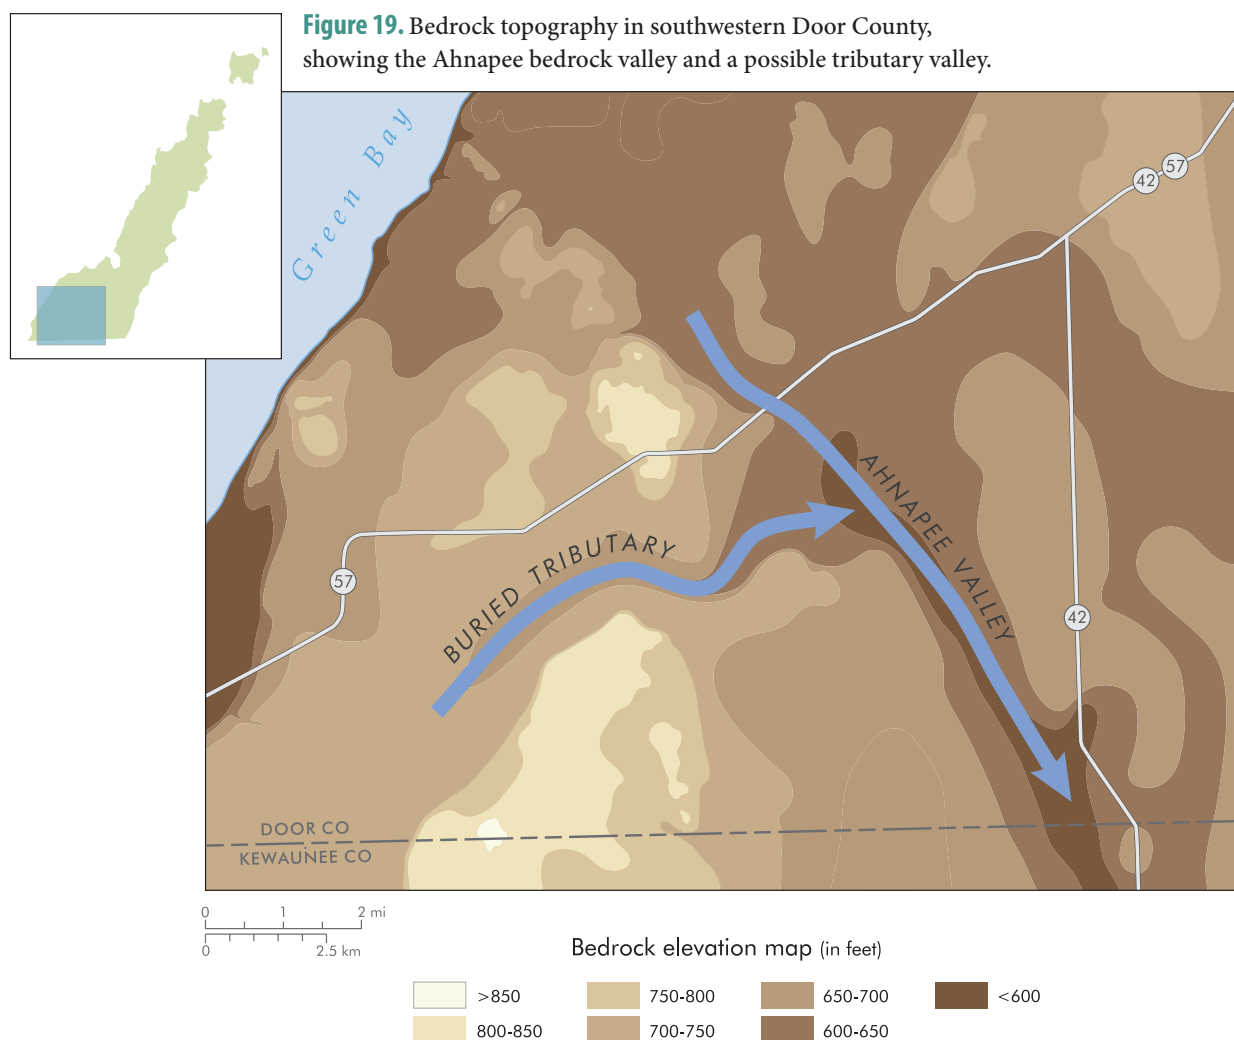 Figure 19. Bedrock topography in southwestern Door County,
showing the Ahnapee bedrock valley and a possible tributary valley.
Green Bay
42
57
AHNAPEE VALLEY
BURIED TRIBUTARY
57
42
DOOR CO
KEWAUNEE CO
0 1 2 mi
0 2.5 km
Bedrock elevation map (in feet)
>850 750-800 650-700 <600
800-850 700-750 600-650